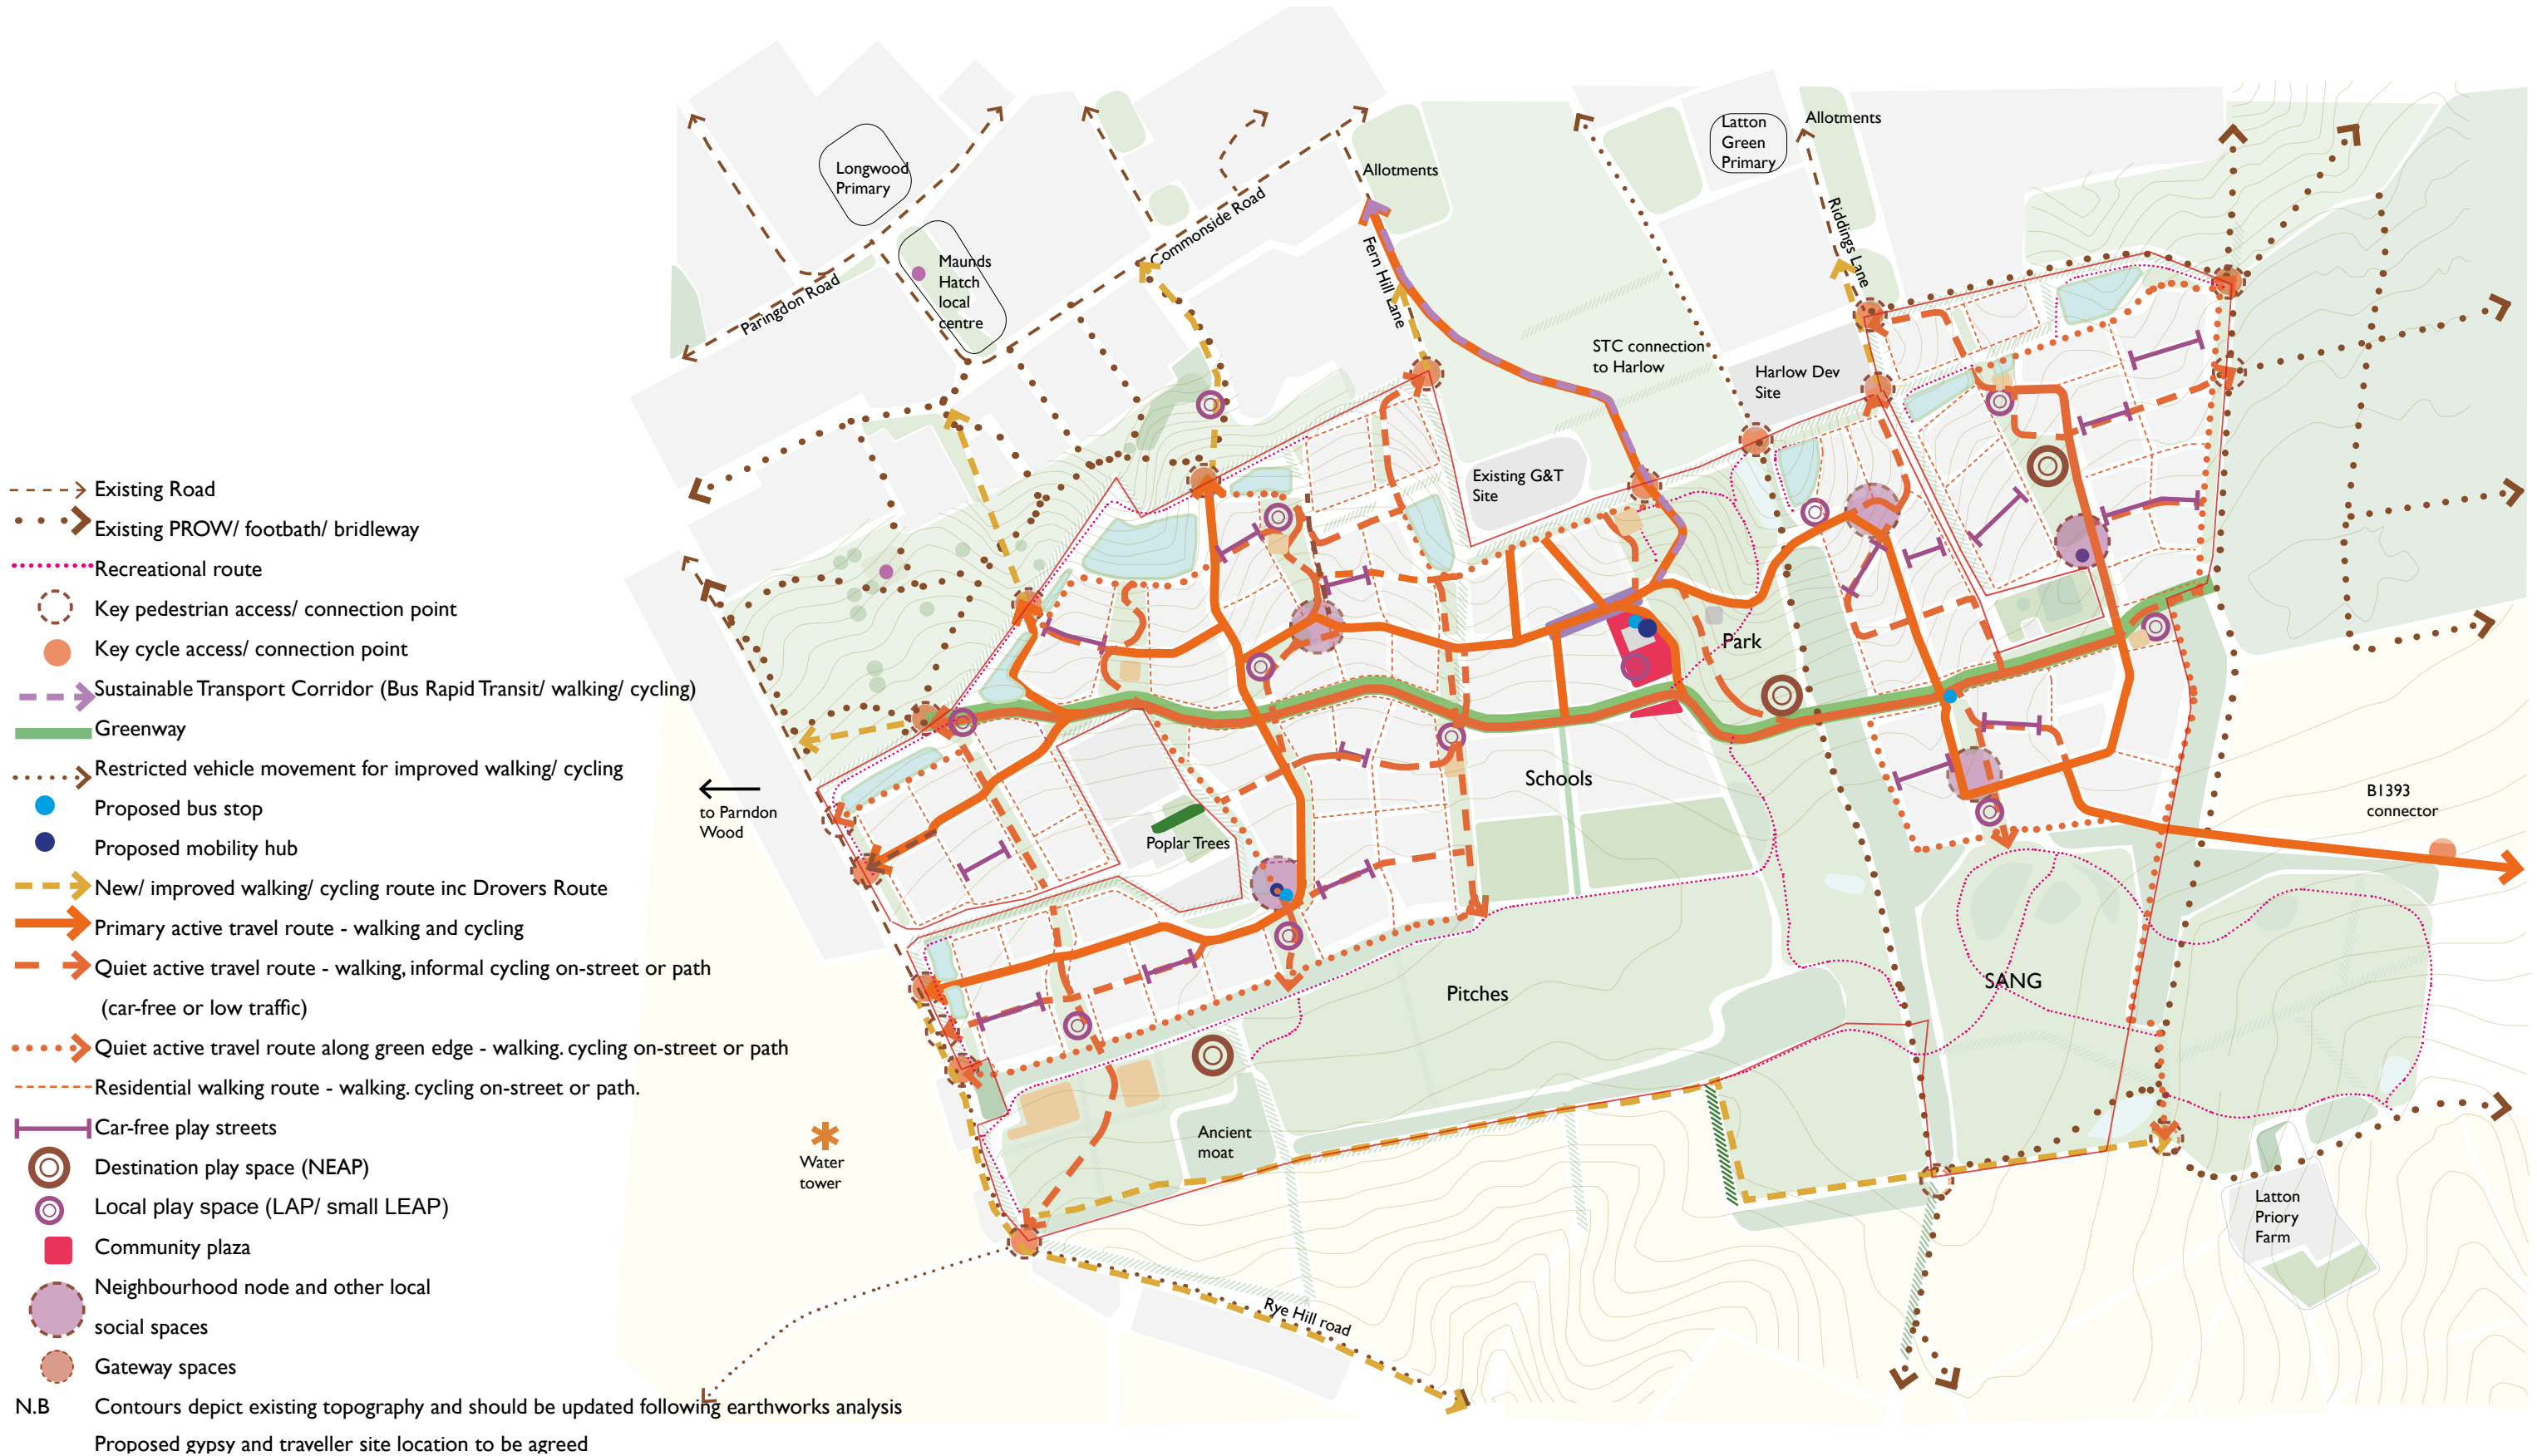 Existing Road
Existing PROW/ footbath/ bridleway
Recreational route
Key pedestrian access/ connection point
Key cycle access/ connection point
Sustainable Transport Corridor (Bus Rapid Transit/ walking/ cycling)
Greenway
Restricted vehicle movement for improved walking/ cycling
Proposed bus stop
Proposed mobility hub
New/ improved walking/ cycling route inc Drovers Route
Primary active travel route - walking and cycling
Quiet active travel route - walking, informal cycling on-street or path
(car-free or low traffic)
Quiet active travel route along green edge - walking. cycling on-street or path
Residential walking route - walking. cycling on-street or path.
Car-free play streets
Destination play space (NEAP)
Local play space (LAP/ small LEAP)
Community plaza
Neighbourhood node and other local
social spaces
Gateway spaces
N.B Contours depict existing topography and should be updated following earthworks analysis
Proposed gypsy and traveller site location to be agreed
Longwood
Primary
Maunds
Hatch
local
centre
Paringdon Road
Commonside Road
Allotments
Fern Hill Lane
Latton
Green
Primary
Allotments
Riddings Lane
STC connection
to Harlow
Harlow Dev
Site
Existing G&T
Site
Park
Schools
to Parndon
Wood
Poplar Trees
B1393
connector
Pitches
SANG
Ancient
moat
Water
tower
Latton
Priory
Farm
Rye Hill road